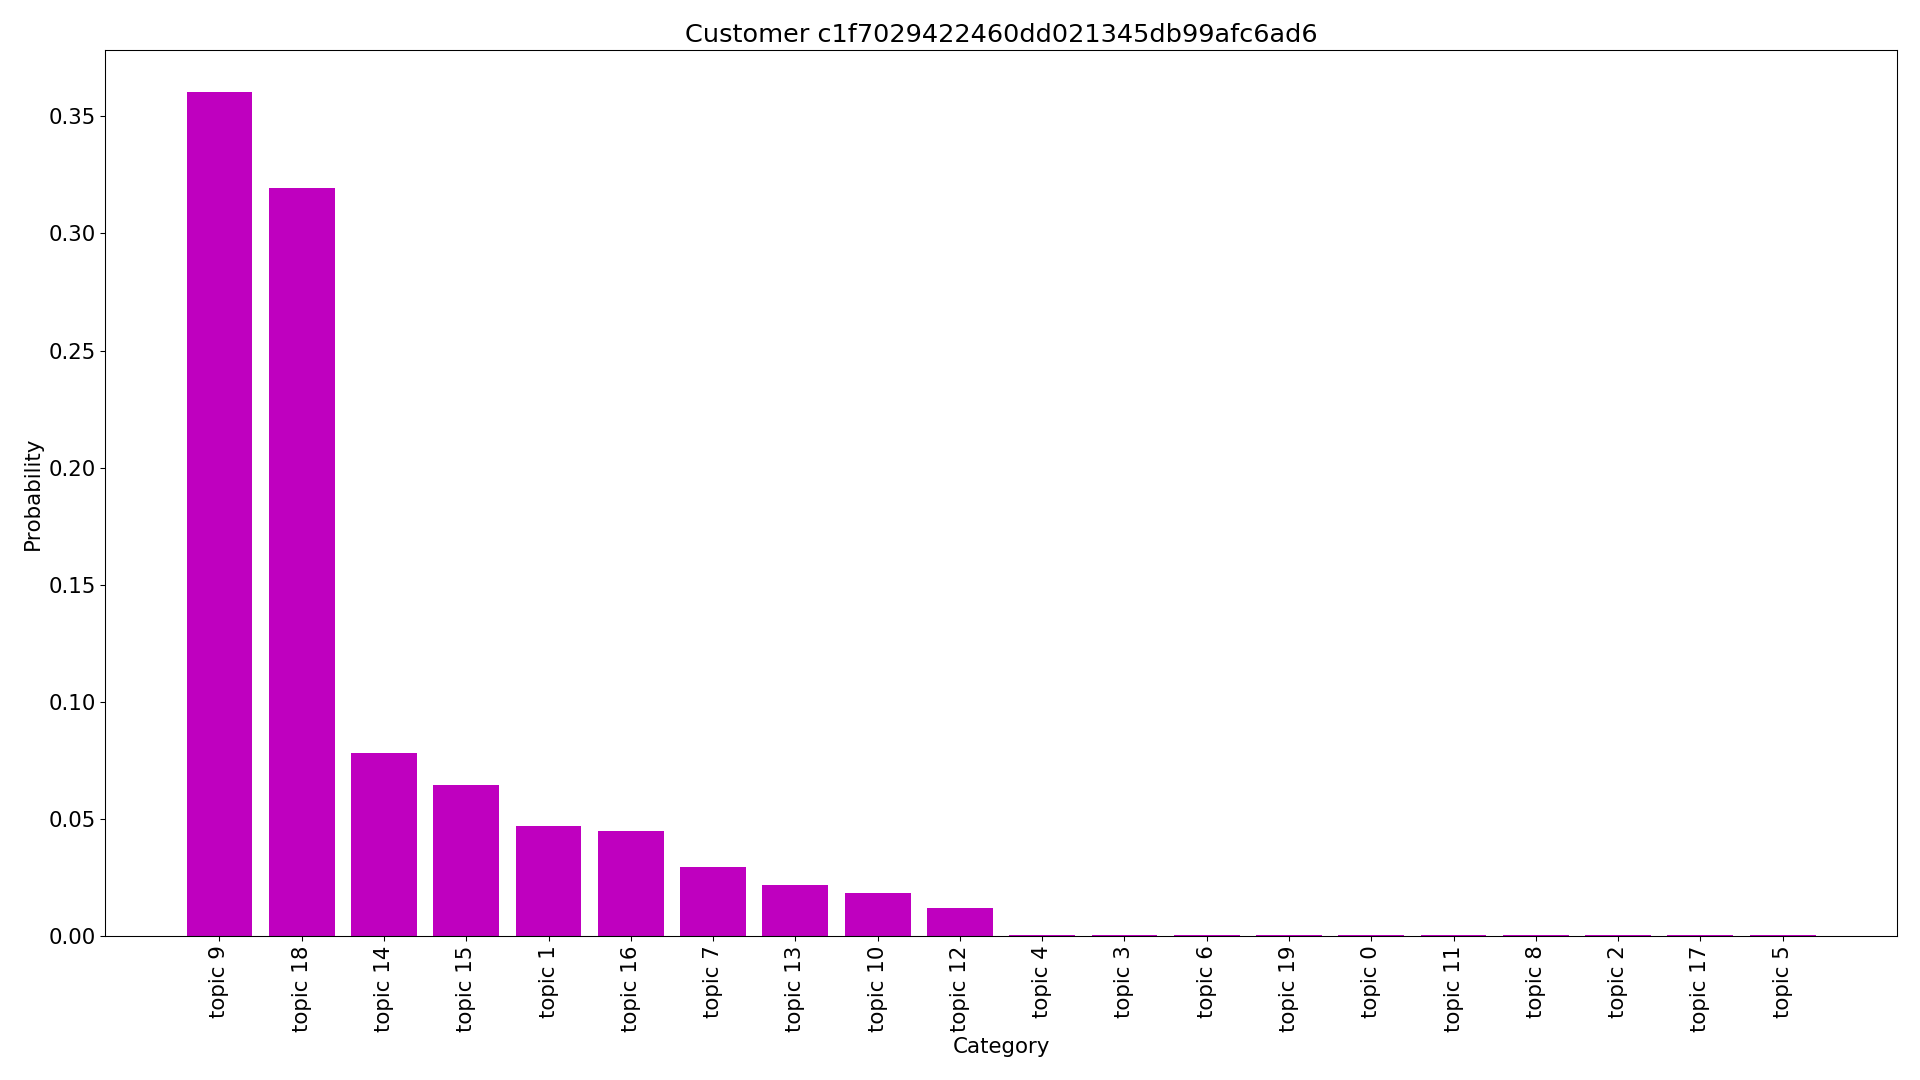 Customer c1f7029422460dd021345db99afc6ad6
Probability
0.35
0.30
0.25
0.20
0.15
0.10
0.05
0.00
topic 9
topic 18
topic 14
topic 15
topic 1
topic 16
topic 7
topic 13
topic 10
topic 12
topic 4
topic 3
topic 6
topic 19
topic 0
topic 11
topic 8
topic 2
topic 17
topic 5
Category